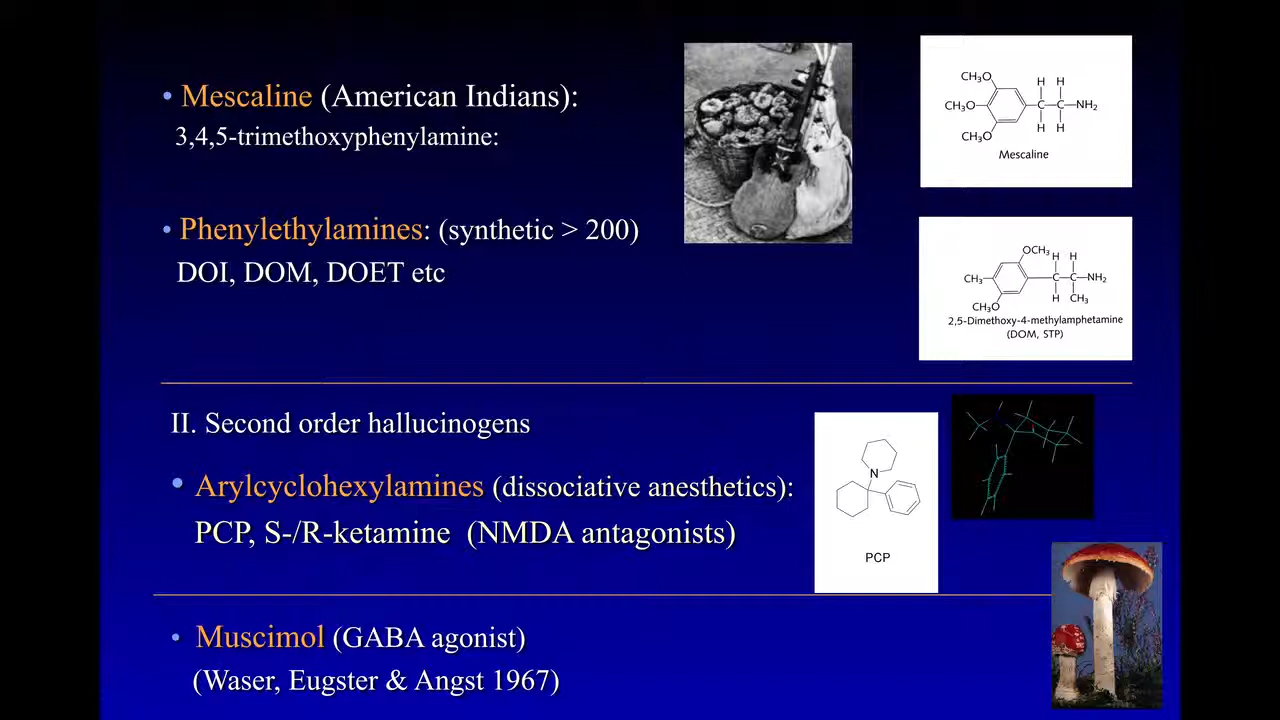 • Mescaline (American Indians):
3,4,5-trimethoxyphenylamine:
• Phenylethylamines: (synthetic > 200)
DOI, DOM, DOET etc
CH₃O
H H
CH₃O C C NH₂
CH₃O
H H
Mescaline
OCH₃
H H
CH₃ C C NH₂
H CH₃
CH₃O
2,5-Dimethoxy-4-methylamphetamine
(DOM, STP)
II. Second order hallucinogens
• Arylcyclohexylamines (dissociative anesthetics):
PCP, S-/R-ketamine (NMDA antagonists)
N
PCP
• Muscimol (GABA agonist)
(Waser, Eugster & Angst 1967)